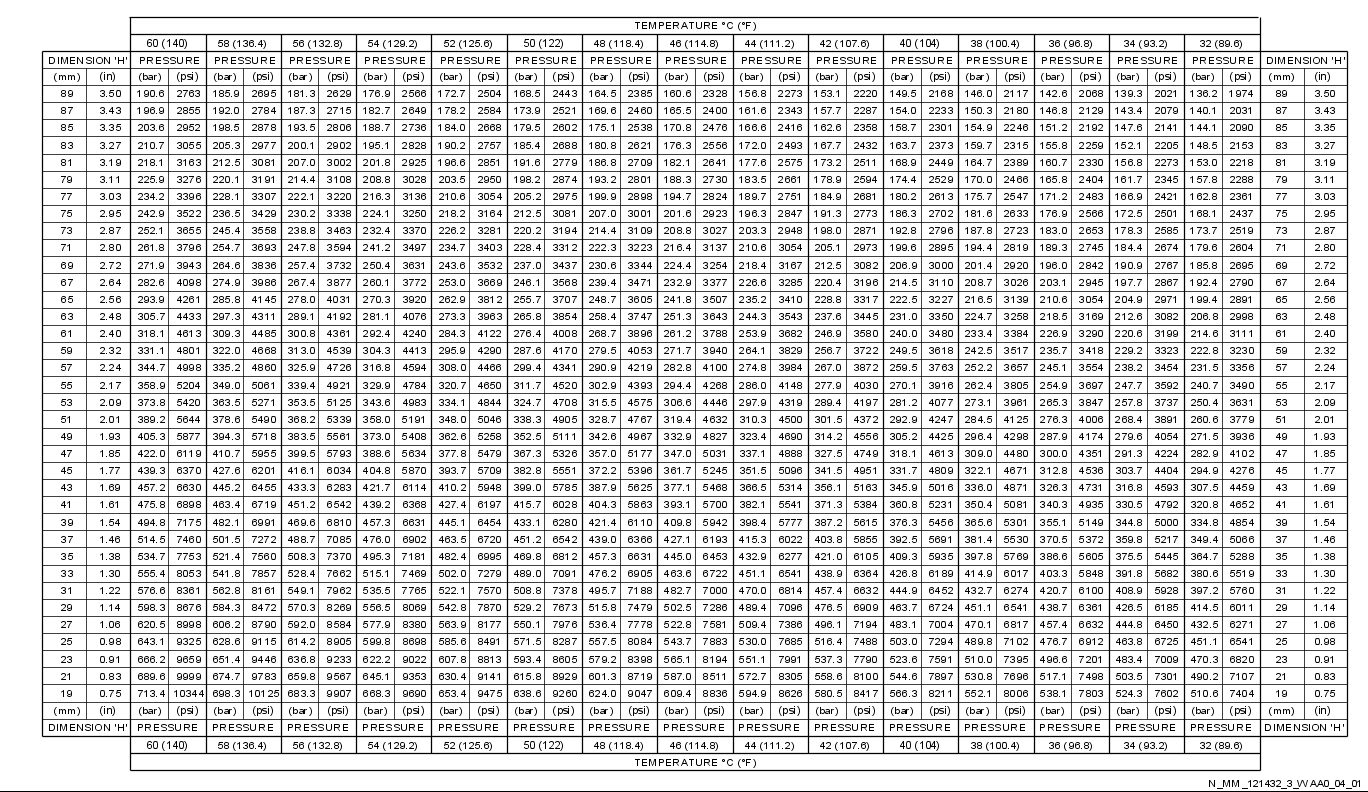 TEMPERATURE °C (°F)
60 (140) 58 (136.4) 56 (132.8) 54 (129.2) 52 (125.6) 50 (122) 48 (118.4) 46 (114.8) 44 (111.2) 42 (107.6) 40 (104) 38 (100.4) 36 (96.8) 34 (93.2) 32 (89.6)
DIMENSION 'H' PRESSURE PRESSURE PRESSURE PRESSURE PRESSURE PRESSURE PRESSURE PRESSURE PRESSURE PRESSURE PRESSURE PRESSURE PRESSURE PRESSURE PRESSURE DIMENSION 'H'
(mm) (in) (bar) (psi) (bar) (psi) (bar) (psi) (bar) (psi) (bar) (psi) (bar) (psi) (bar) (psi) (bar) (psi) (bar) (psi) (bar) (psi) (bar) (psi) (bar) (psi) (bar) (psi) (bar) (psi) (bar) (psi) (mm) (in)
89 3.50 190.6 2763 185.9 2695 181.3 2629 176.9 2566 172.7 2504 168.5 2443 164.5 2385 160.6 2328 156.8 2273 153.1 2220 149.5 2168 146.0 2117 142.6 2068 139.3 2021 136.2 1974 89 3.50
87 3.43 196.9 2855 192.0 2784 187.3 2715 182.7 2649 178.2 2584 173.9 2521 169.6 2460 165.5 2400 161.6 2343 157.7 2287 154.0 2233 150.3 2180 146.8 2129 143.4 2079 140.1 2031 87 3.43
85 3.35 203.6 2952 198.5 2878 193.5 2806 188.7 2736 184.0 2668 179.5 2602 175.1 2538 170.8 2476 166.6 2416 162.6 2358 158.7 2301 154.9 2246 151.2 2192 147.6 2141 144.1 2090 85 3.35
83 3.27 210.7 3055 205.3 2977 200.1 2902 195.1 2828 190.2 2757 185.4 2688 180.8 2621 176.3 2556 172.0 2493 167.7 2432 163.7 2373 159.7 2315 155.8 2259 152.1 2205 148.5 2153 83 3.27
81 3.19 218.1 3163 212.5 3081 207.0 3002 201.8 2925 196.6 2851 191.6 2779 186.8 2709 182.1 2641 177.6 2575 173.2 2511 168.9 2449 164.7 2389 160.7 2330 156.8 2273 153.0 2218 81 3.19
79 3.11 225.9 3276 220.1 3191 214.4 3108 208.8 3028 203.5 2950 198.2 2874 193.2 2801 188.3 2730 183.5 2661 178.9 2594 174.4 2529 170.0 2466 165.8 2404 161.7 2345 157.8 2288 79 3.11
77 3.03 234.2 3396 228.1 3307 222.1 3220 216.3 3136 210.6 3054 205.2 2975 199.9 2898 194.7 2824 189.7 2751 184.9 2681 180.2 2613 175.7 2547 171.2 2483 166.9 2421 162.8 2361 77 3.03
75 2.95 242.9 3522 236.5 3429 230.2 3338 224.1 3250 218.2 3164 212.5 3081 207.0 3001 201.6 2923 196.3 2847 191.3 2773 186.3 2702 181.6 2633 176.9 2566 172.5 2501 168.1 2437 75 2.95
73 2.87 252.1 3655 245.4 3558 238.8 3463 232.4 3370 226.2 3281 220.2 3194 214.4 3109 208.8 3027 203.3 2948 198.0 2871 192.8 2796 187.8 2723 183.0 2653 178.3 2585 173.7 2519 73 2.87
71 2.80 261.8 3796 254.7 3693 247.8 3594 241.2 3497 234.7 3403 228.4 3312 222.3 3223 216.4 3137 210.6 3054 205.1 2973 199.6 2895 194.4 2819 189.3 2745 184.4 2674 179.6 2604 71 2.80
69 2.72 271.9 3943 264.6 3836 257.4 3732 250.4 3631 243.6 3532 237.0 3437 230.6 3344 224.4 3254 218.4 3167 212.5 3082 206.9 3000 201.4 2920 196.0 2842 190.9 2767 185.8 2695 69 2.72
67 2.64 282.6 4098 274.9 3986 267.4 3877 260.1 3772 253.0 3669 246.1 3568 239.4 3471 232.9 3377 226.6 3285 220.4 3196 214.5 3110 208.7 3026 203.1 2945 197.7 2867 192.4 2790 67 2.64
65 2.56 293.9 4261 285.8 4145 278.0 4031 270.3 3920 262.9 3812 255.7 3707 248.7 3605 241.8 3507 235.2 3410 228.8 3317 222.5 3227 216.5 3139 210.6 3054 204.9 2971 199.4 2891 65 2.56
63 2.48 305.7 4433 297.3 4311 289.1 4192 281.1 4076 273.3 3963 265.8 3854 258.4 3747 251.3 3643 244.3 3543 237.6 3445 231.0 3350 224.7 3258 218.5 3169 212.6 3082 206.8 2998 63 2.48
61 2.40 318.1 4613 309.3 4485 300.8 4361 292.4 4240 284.3 4122 276.4 4008 268.7 3896 261.2 3788 253.9 3682 246.9 3580 240.0 3480 233.4 3384 226.9 3290 220.6 3199 214.6 3111 61 2.40
59 2.32 331.1 4801 322.0 4668 313.0 4539 304.3 4413 295.9 4290 287.6 4170 279.5 4053 271.7 3940 264.1 3829 256.7 3722 249.5 3618 242.5 3517 235.7 3418 229.2 3323 222.8 3230 59 2.32
57 2.24 344.7 4998 335.2 4860 325.9 4726 316.8 4594 308.0 4466 299.4 4341 290.9 4219 282.8 4100 274.8 3984 267.0 3872 259.5 3763 252.2 3657 245.1 3554 238.2 3454 231.5 3356 57 2.24
55 2.17 358.9 5204 349.0 5061 339.4 4921 329.9 4784 320.7 4650 311.7 4520 302.9 4393 294.4 4268 286.0 4148 277.9 4030 270.1 3916 262.4 3805 254.9 3697 247.7 3592 240.7 3490 55 2.17
53 2.09 373.8 5420 363.5 5271 353.5 5125 343.6 4983 334.1 4844 324.7 4708 315.5 4575 306.6 4446 297.9 4319 289.4 4197 281.2 4077 273.1 3961 265.3 3847 257.8 3737 250.4 3631 53 2.09
51 2.01 389.2 5644 378.6 5490 368.2 5339 358.0 5191 348.0 5046 338.3 4905 328.7 4767 319.4 4632 310.3 4500 301.5 4372 292.9 4247 284.5 4125 276.3 4006 268.4 3891 260.6 3779 51 2.01
49 1.93 405.3 5877 394.3 5718 383.5 5561 373.0 5408 362.6 5258 352.5 5111 342.6 4967 332.9 4827 323.4 4690 314.2 4556 305.2 4425 296.4 4298 287.9 4174 279.6 4054 271.5 3936 49 1.93
47 1.85 422.0 6119 410.7 5955 399.5 5793 388.6 5634 377.8 5479 367.3 5326 357.0 5177 347.0 5031 337.1 4888 327.5 4749 318.1 4613 309.0 4480 300.0 4351 291.3 4224 282.9 4102 47 1.85
45 1.77 439.3 6370 427.6 6201 416.1 6034 404.8 5870 393.7 5709 382.8 5551 372.2 5396 361.7 5245 351.5 5096 341.5 4951 331.7 4809 322.1 4671 312.8 4536 303.7 4404 294.9 4276 45 1.77
43 1.69 457.2 6630 445.2 6455 433.3 6283 421.7 6114 410.2 5948 399.0 5785 387.9 5625 377.1 5468 366.5 5314 356.1 5163 345.9 5016 336.0 4871 326.3 4731 316.8 4593 307.5 4459 43 1.69
41 1.61 475.8 6898 463.4 6719 451.2 6542 439.2 6368 427.4 6197 415.7 6028 404.3 5863 393.1 5700 382.1 5541 371.3 5384 360.8 5231 350.4 5081 340.3 4935 330.5 4792 320.8 4652 41 1.61
39 1.54 494.8 7175 482.1 6991 469.6 6810 457.3 6631 445.1 6454 433.1 6280 421.4 6110 409.8 5942 398.4 5777 387.2 5615 376.3 5456 365.6 5301 355.1 5149 344.8 5000 334.8 4854 39 1.54
37 1.46 514.5 7460 501.5 7272 488.7 7085 476.0 6902 463.5 6720 451.2 6542 439.0 6366 427.1 6193 415.3 6022 403.8 5855 392.5 5691 381.4 5530 370.5 5372 359.8 5217 349.4 5066 37 1.46
35 1.38 534.7 7753 521.4 7560 508.3 7370 495.3 7181 482.4 6995 469.8 6812 457.3 6631 445.0 6453 432.9 6277 421.0 6105 409.3 5935 397.8 5769 386.6 5605 375.5 5445 364.7 5288 35 1.38
33 1.30 555.4 8053 541.8 7857 528.4 7662 515.1 7469 502.0 7279 489.0 7091 476.2 6905 463.6 6722 451.1 6541 438.9 6364 426.8 6189 414.9 6017 403.3 5848 391.8 5682 380.6 5519 33 1.30
31 1.22 576.6 8361 562.8 8161 549.1 7962 535.5 7765 522.1 7570 508.8 7378 495.7 7188 482.7 7000 470.0 6814 457.4 6632 444.9 6452 432.7 6274 420.7 6100 408.9 5928 397.2 5760 31 1.22
29 1.14 598.3 8676 584.3 8472 570.3 8269 556.5 8069 542.8 7870 529.2 7673 515.8 7479 502.5 7286 489.4 7096 476.5 6909 463.7 6724 451.1 6541 438.7 6361 426.5 6185 414.5 6011 29 1.14
27 1.06 620.5 8998 606.2 8790 592.0 8584 577.9 8380 563.9 8177 550.1 7976 536.4 7778 522.8 7581 509.4 7386 496.1 7194 483.1 7004 470.1 6817 457.4 6632 444.8 6450 432.5 6271 27 1.06
25 0.98 643.1 9325 628.6 9115 614.2 8905 599.8 8698 585.6 8491 571.5 8287 557.5 8084 543.7 7883 530.0 7685 516.4 7488 503.0 7294 489.8 7102 476.7 6912 463.8 6725 451.1 6541 25 0.98
23 0.91 666.2 9659 651.4 9446 636.8 9233 622.2 9022 607.8 8813 593.4 8605 579.2 8398 565.1 8194 551.1 7991 537.3 7790 523.6 7591 510.0 7395 496.6 7201 483.4 7009 470.3 6820 23 0.91
21 0.83 689.6 9999 674.7 9783 659.8 9567 645.1 9353 630.4 9141 615.8 8929 601.3 8719 587.0 8511 572.7 8305 558.6 8100 544.6 7897 530.8 7696 517.1 7498 503.5 7301 490.2 7107 21 0.83
19 0.75 713.4 10344 698.3 10125 683.3 9907 668.3 9690 653.4 9475 638.6 9260 624.0 9047 609.4 8836 594.9 8626 580.5 8417 566.3 8211 552.1 8006 538.1 7803 524.3 7602 510.6 7404 19 0.75
(mm) (in) (bar) (psi) (bar) (psi) (bar) (psi) (bar) (psi) (bar) (psi) (bar) (psi) (bar) (psi) (bar) (psi) (bar) (psi) (bar) (psi) (bar) (psi) (bar) (psi) (bar) (psi) (bar) (psi) (bar) (psi) (mm) (in)
DIMENSION 'H' PRESSURE PRESSURE PRESSURE PRESSURE PRESSURE PRESSURE PRESSURE PRESSURE PRESSURE PRESSURE PRESSURE PRESSURE PRESSURE PRESSURE PRESSURE DIMENSION 'H'
60 (140) 58 (136.4) 56 (132.8) 54 (129.2) 52 (125.6) 50 (122) 48 (118.4) 46 (114.8) 44 (111.2) 42 (107.6) 40 (104) 38 (100.4) 36 (96.8) 34 (93.2) 32 (89.6)
TEMPERATURE °C (°F)
N_MM_121432_3_WAA0_04_01